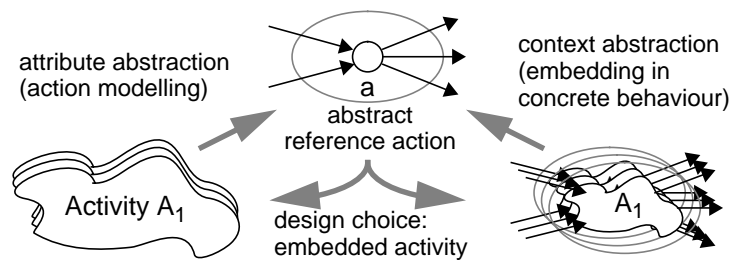 attribute abstraction
(action modelling)
a
abstract
reference action
context abstraction
(embedding in
concrete behaviour)
Activity A1
design choice:
embedded activity
A1